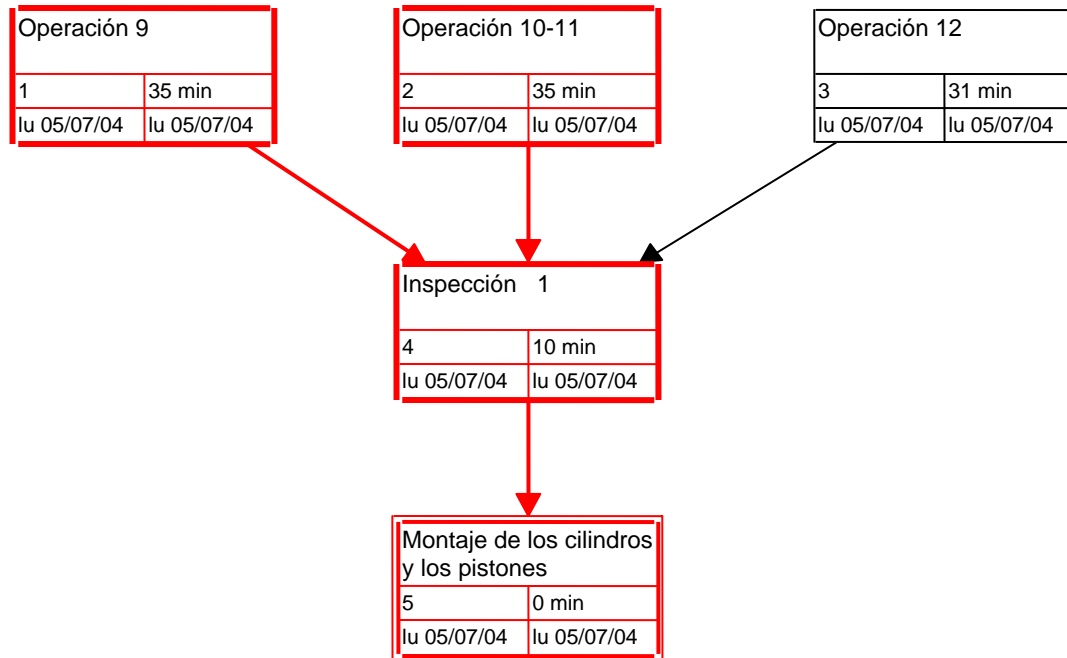 Operación 9
1 35 min
lu 05/07/04 lu 05/07/04
Operación 10-11
2 35 min
lu 05/07/04 lu 05/07/04
Operación 12
3 31 min
lu 05/07/04 lu 05/07/04
Inspección 1
4 10 min
lu 05/07/04 lu 05/07/04
Montaje de los cilindros
y los pistones
5 0 min
lu 05/07/04 lu 05/07/04